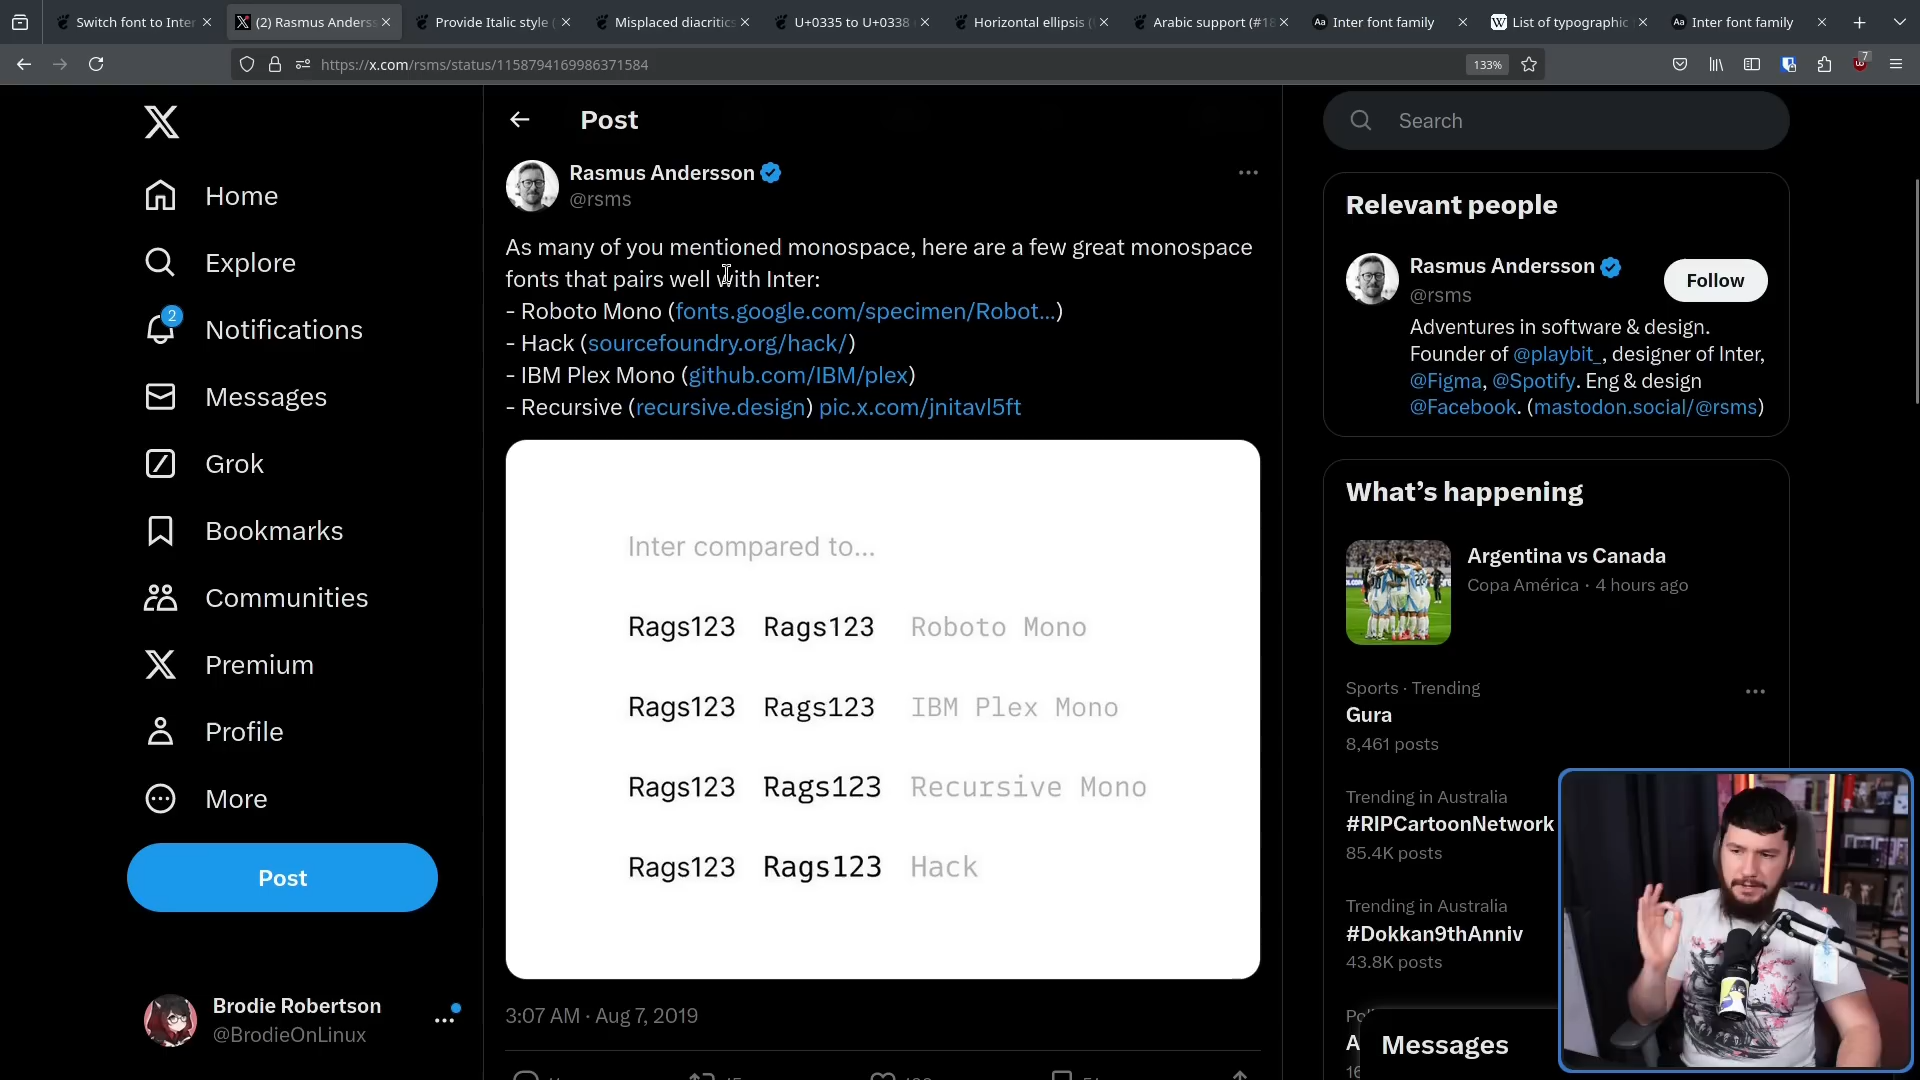 Switch font to Inter
(2) Rasmus Anderss
Provide Italic style (
Misplaced diacritics
U+0335 to U+0338
Horizontal ellipsis (
Arabic support (#18
Aa Inter font family
W List of typographic
Aa Inter font family
https://x.com/rsms/status/1158794169986371584
133%
7
Post
Search
Home
Explore
2
Notifications
Messages
Grok
Bookmarks
Communities
Premium
Profile
More
Post
Brodie Robertson
@BrodieOnLinux
Rasmus Andersson
@rsms
As many of you mentioned monospace, here are a few great monospace
fonts that pairs well with Inter:
- Roboto Mono (fonts.google.com/specimen/Robot...)
- Hack (sourcefoundry.org/hack/)
- IBM Plex Mono (github.com/IBM/plex)
- Recursive (recursive.design) pic.x.com/jnitavl5ft
Inter compared to...
Rags123 Rags123 Roboto Mono
Rags123 Rags123 IBM Plex Mono
Rags123 Rags123 Recursive Mono
Rags123 Rags123 Hack
3:07 AM · Aug 7, 2019
Relevant people
Rasmus Andersson
@rsms
Follow
Adventures in software & design.
Founder of @playbit_, designer of Inter,
@Figma, @Spotify. Eng & design
@Facebook. (mastodon.social/@rsms)
What's happening
Argentina vs Canada
Copa América · 4 hours ago
Sports · Trending
Gura
8,461 posts
Trending in Australia
#RIPCartoonNetwork
85.4K posts
Trending in Australia
#Dokkan9thAnniv
43.8K posts
Messages